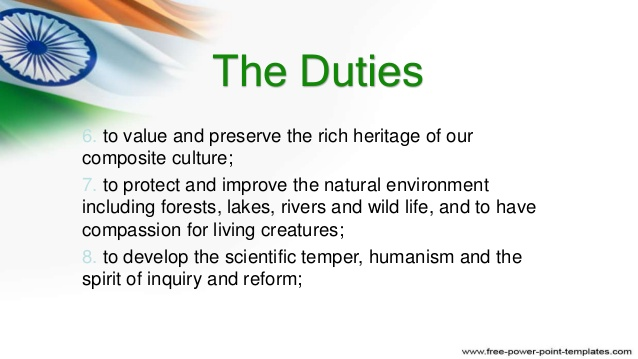 The Duties
6. to value and preserve the rich heritage of our
composite culture;
7. to protect and improve the natural environment
including forests, lakes, rivers and wild life, and to have
compassion for living creatures;
8. to develop the scientific temper, humanism and the
spirit of inquiry and reform;
www.free-power-point-templates.com